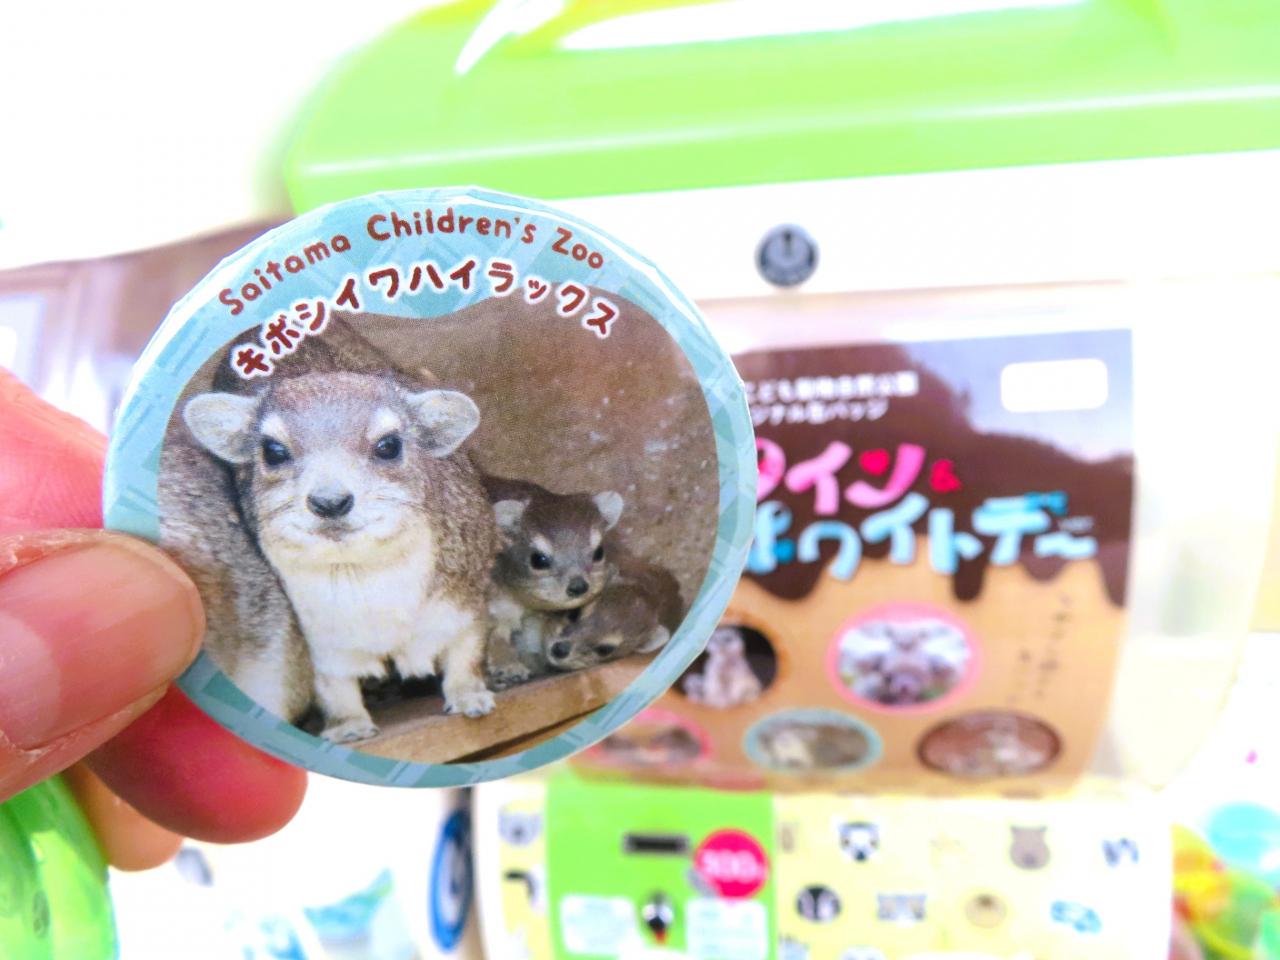 Saitama Children's Zoo
キボシイワハイラックス
こども動物自然公園
ジナル缶バッジ
イン&
ホワイトデー
300